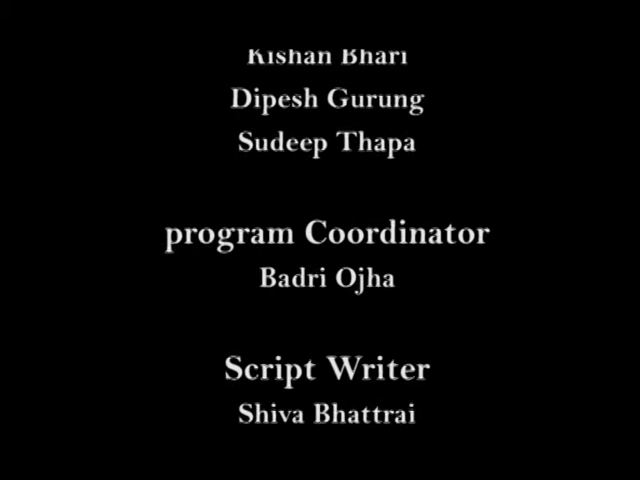 Kishan Bhari
Dipesh Gurung
Sudeep Thapa
program Coordinator
Badri Ojha
Script Writer
Shiva Bhattrai